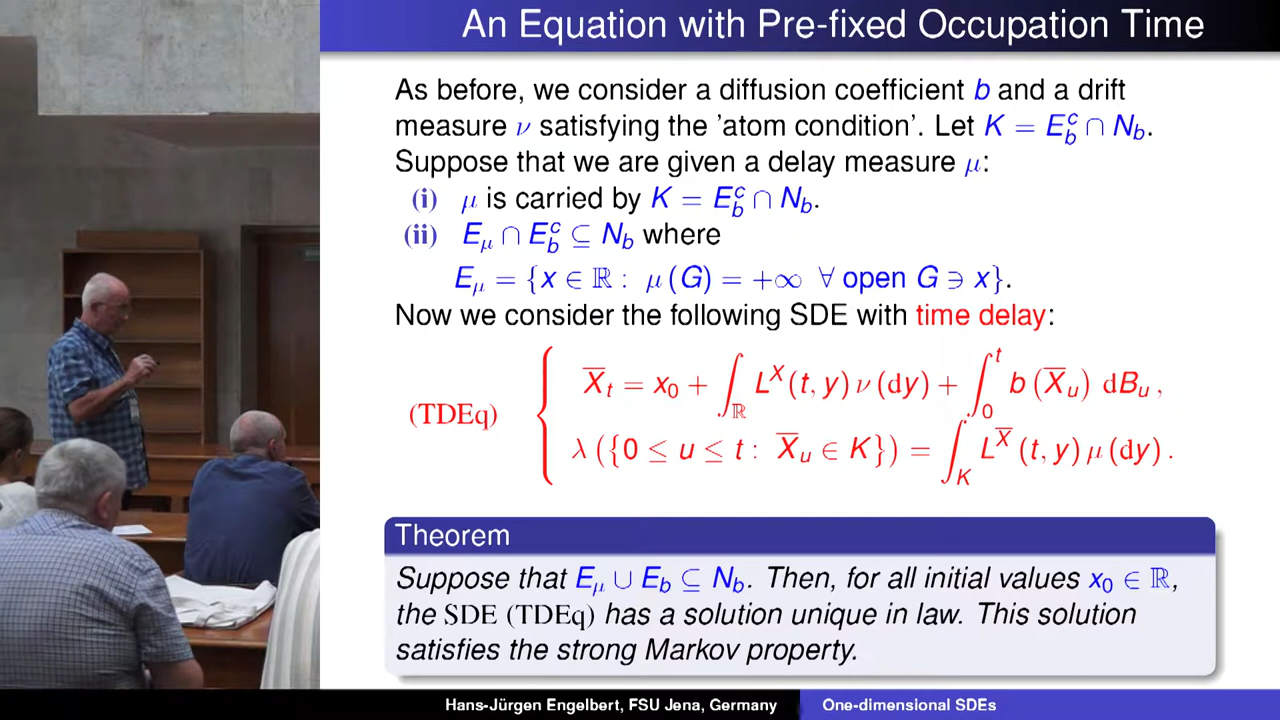 An Equation with Pre-fixed Occupation Time
As before, we consider a diffusion coefficient b and a drift
measure ν satisfying the 'atom condition'. Let K = E_b^c ∩ N_b.
Suppose that we are given a delay measure μ:
(i) μ is carried by K = E_b^c ∩ N_b.
(ii) E_μ ∩ E_b^c ⊆ N_b where
E_μ = {x ∈ ℝ : μ(G) = +∞ ∀ open G ∋ x}.
Now we consider the following SDE with time delay:
(TDEq) { X̅_t = x_0 + ∫_ℝ L^X(t, y) ν(dy) + ∫_0^t b(X̅_u) dB_u ,
λ({0 ≤ u ≤ t : X̅_u ∈ K}) = ∫_K L^X̅(t, y) μ(dy) .
Theorem
Suppose that E_μ ∪ E_b ⊆ N_b. Then, for all initial values x_0 ∈ ℝ,
the SDE (TDEq) has a solution unique in law. This solution
satisfies the strong Markov property.
Hans-Jürgen Engelbert, FSU Jena, Germany
One-dimensional SDEs